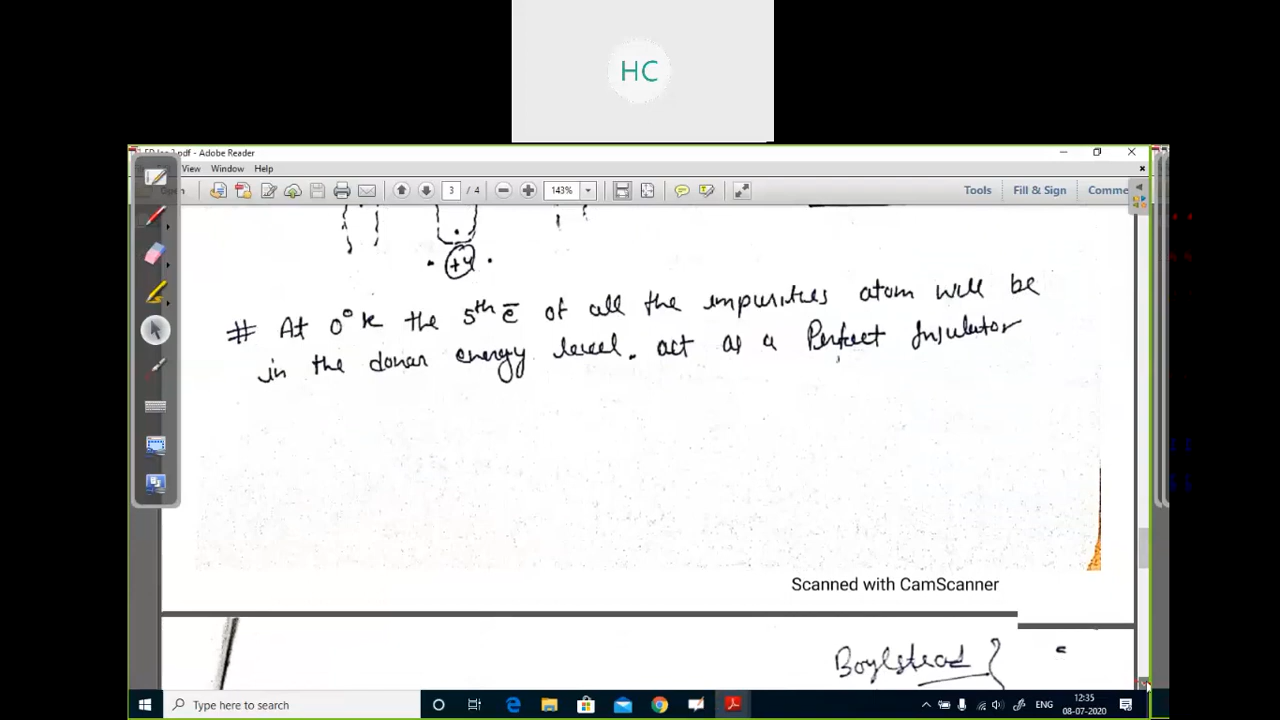 HC
.pdf - Adobe Reader
View Window Help
3 / 4 143% Tools Fill & Sign Comme
+4
# At 0°k the 5th e̅ of all the impurities atom will be
in the donar energy level. act as a Perfect Insulator
Scanned with CamScanner
Boylstead
Type here to search
ENG
12:35
08-07-2020